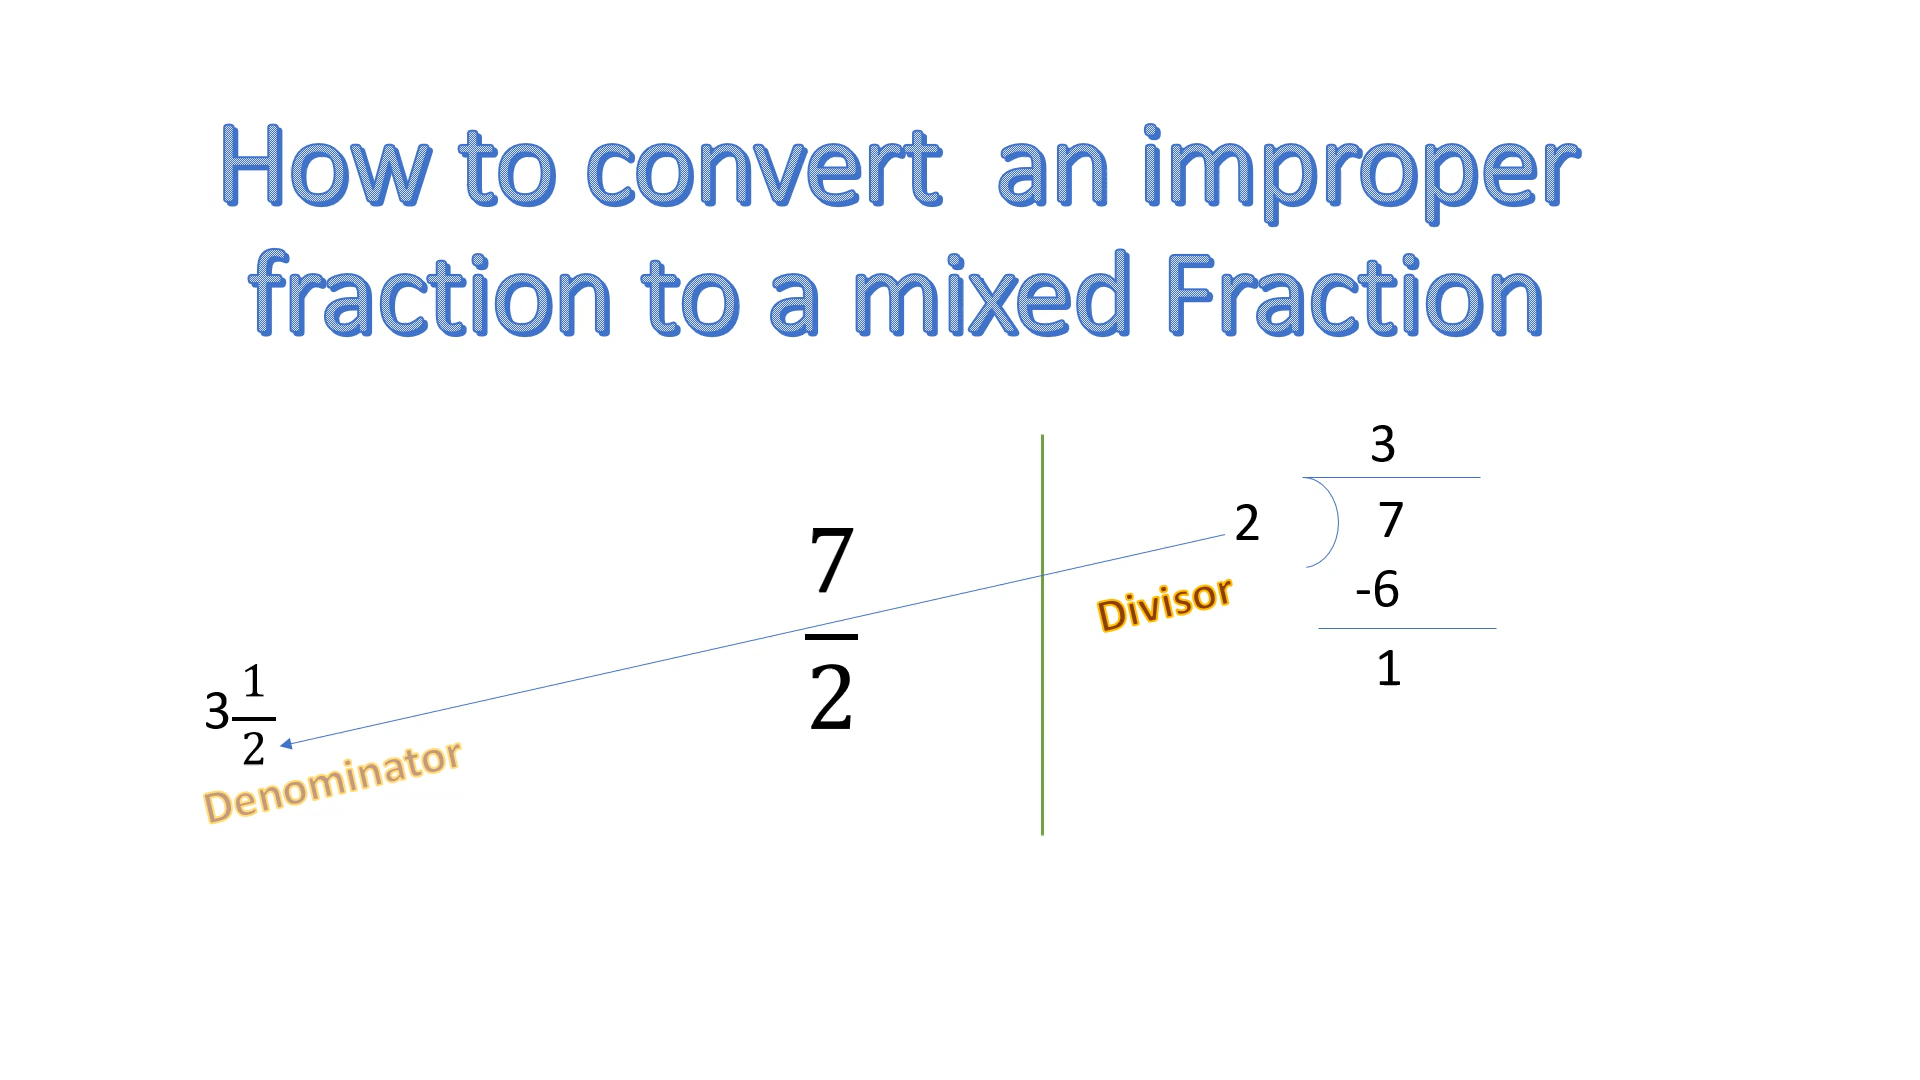 How to convert  an improper
fraction to a mixed Fraction
3
2
7
-6
1
Divisor
7
2
3
1
2
Denominator